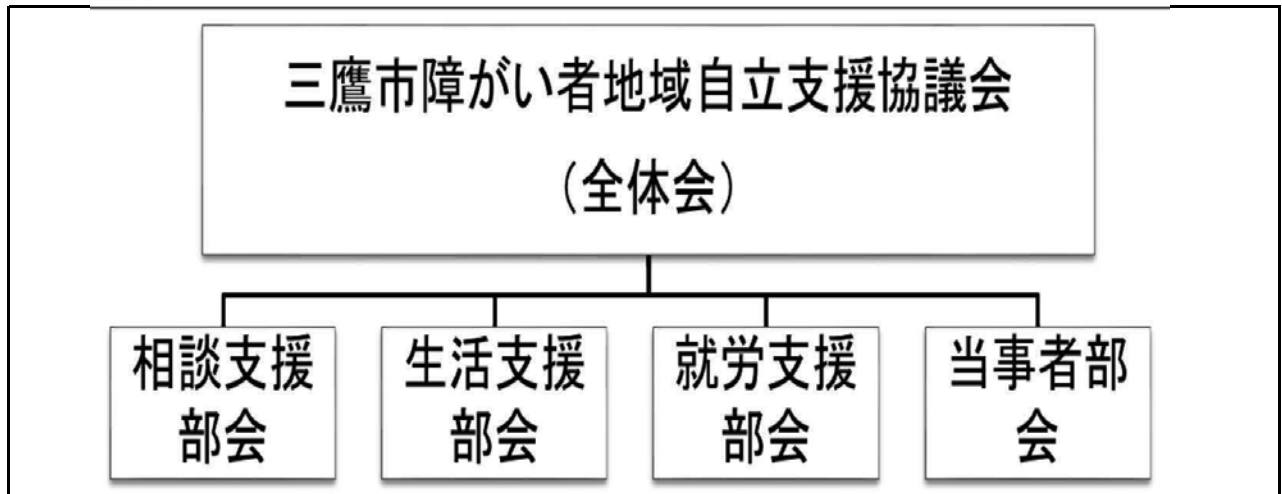 三鷹市障がい者地域自立支援協議会
（全体会）
相談支援
部会
生活支援
部会
就労支援
部会
当事者部
会